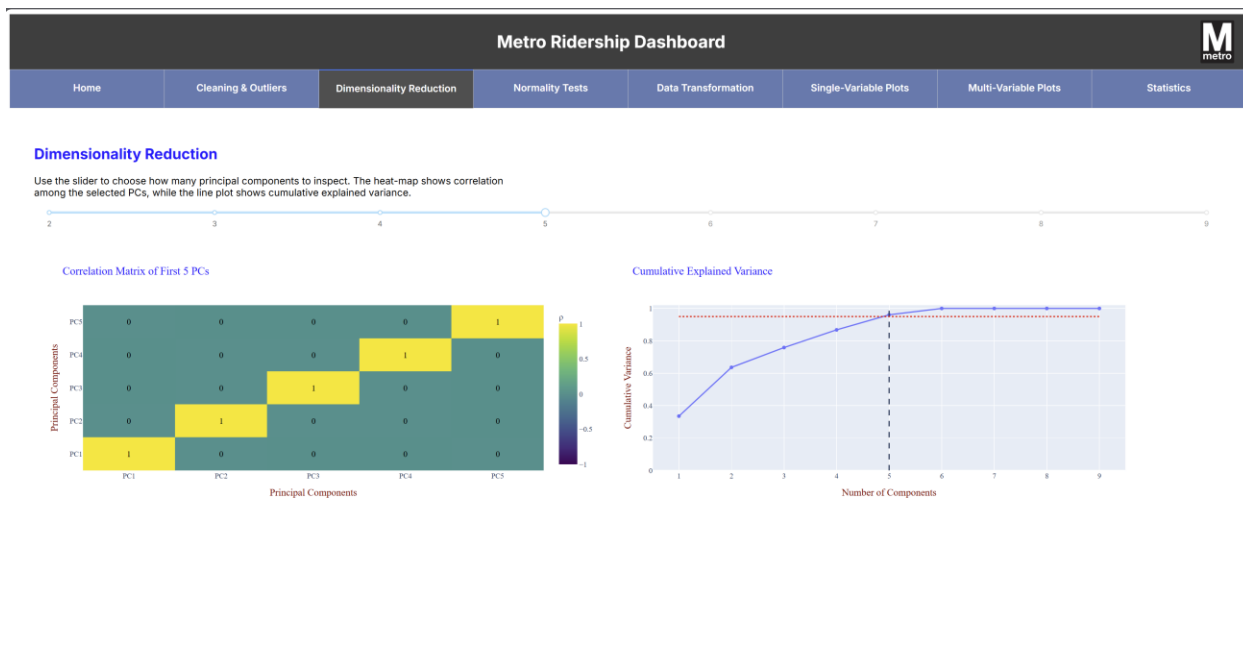 Metro Ridership Dashboard
M
metro
Home Cleaning & Outliers Dimensionality Reduction Normality Tests Data Transformation Single-Variable Plots Multi-Variable Plots Statistics
Dimensionality Reduction
Use the slider to choose how many principal components to inspect. The heat-map shows correlation
among the selected PCs, while the line plot shows cumulative explained variance.
2 3 4 5 6 7 8 9
Correlation Matrix of First 5 PCs
Principal Components
PC5 0 0 0 0 1
PC4 0 0 0 1 0
PC3 0 0 1 0 0
PC2 0 1 0 0 0
PC1 1 0 0 0 0
PC1 PC2 PC3 PC4 PC5
Principal Components
ρ
1
0.5
0
−0.5
−1
Cumulative Explained Variance
Cumulative Variance
1
0.8
0.6
0.4
0.2
0
1 2 3 4 5 6 7 8 9
Number of Components